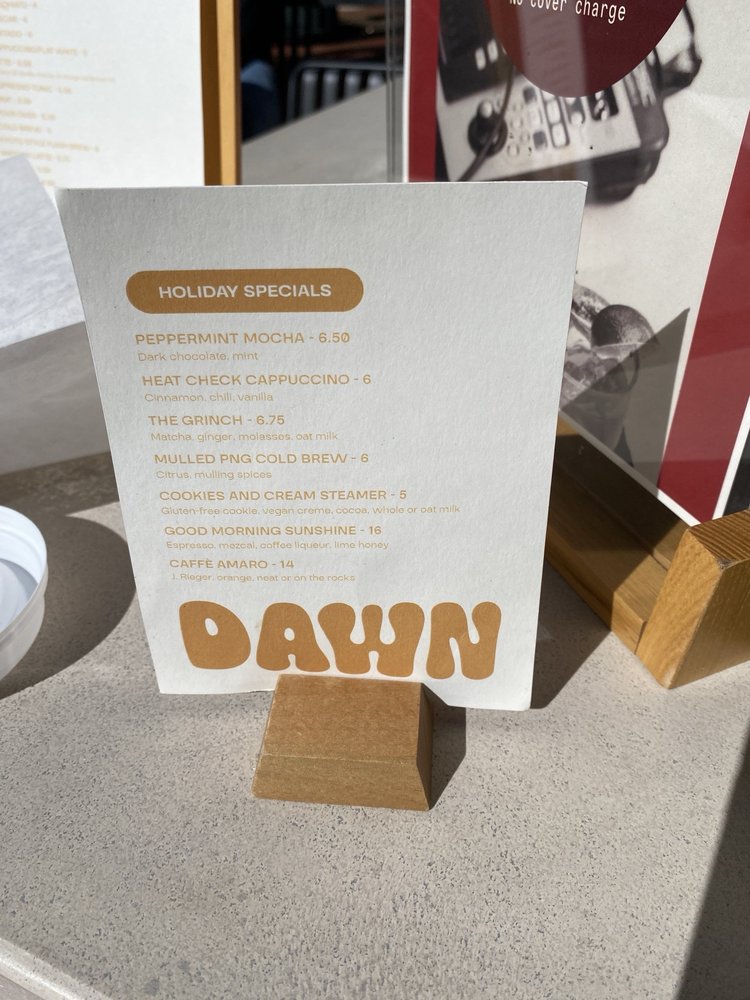 No cover charge
HOLIDAY SPECIALS
PEPPERMINT MOCHA - 6.50
Dark chocolate, mint
HEAT CHECK CAPPUCCINO - 6
Cinnamon, chili, vanilla
THE GRINCH - 6.75
Matcha, ginger, molasses, oat milk
MULLED PNG COLD BREW - 6
Citrus, mulling spices
COOKIES AND CREAM STEAMER - 5
Gluten-free cookie, vegan creme, cocoa, whole or oat milk
GOOD MORNING SUNSHINE - 16
Espresso, mezcal, coffee liqueur, lime honey
CAFFÈ AMARO - 14
J. Rieger, orange, neat or on the rocks
DAWN